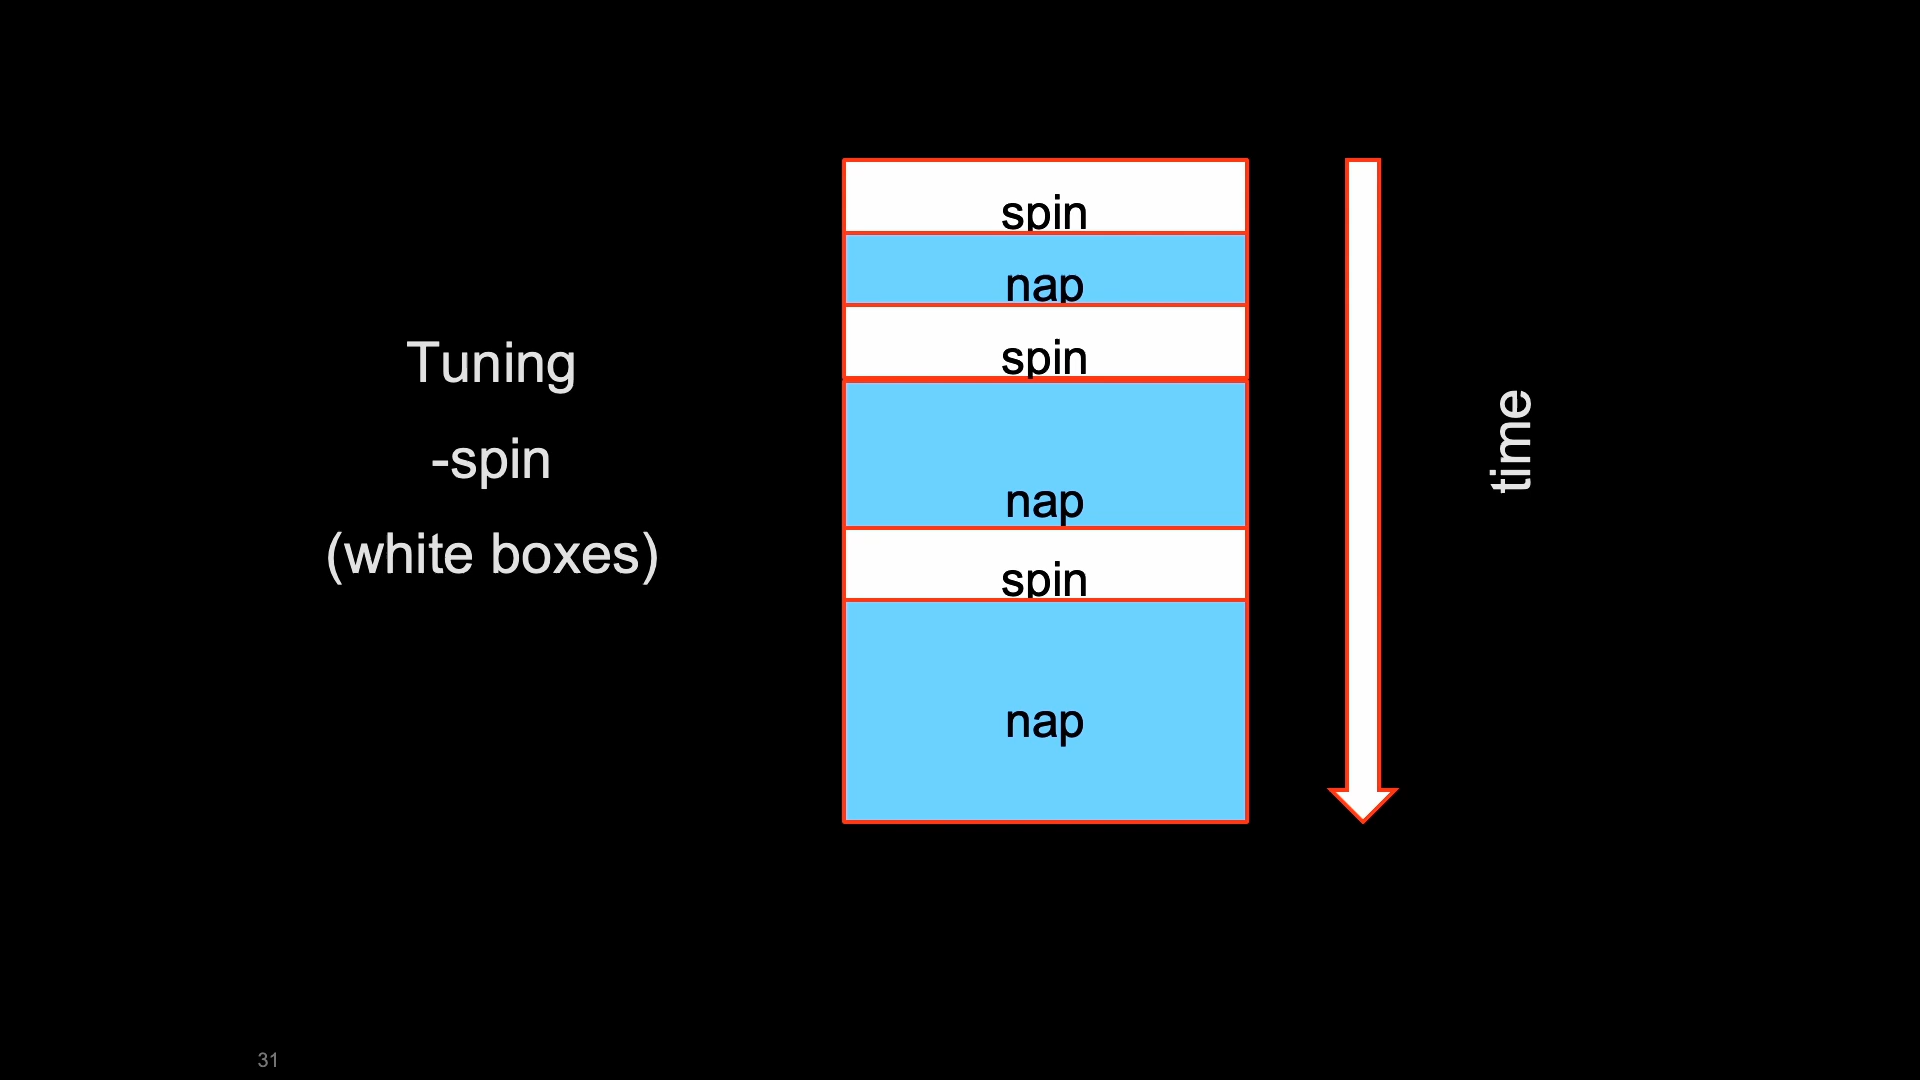 Tuning
-spin
(white boxes)
spin
nap
spin
nap
spin
nap
time
31